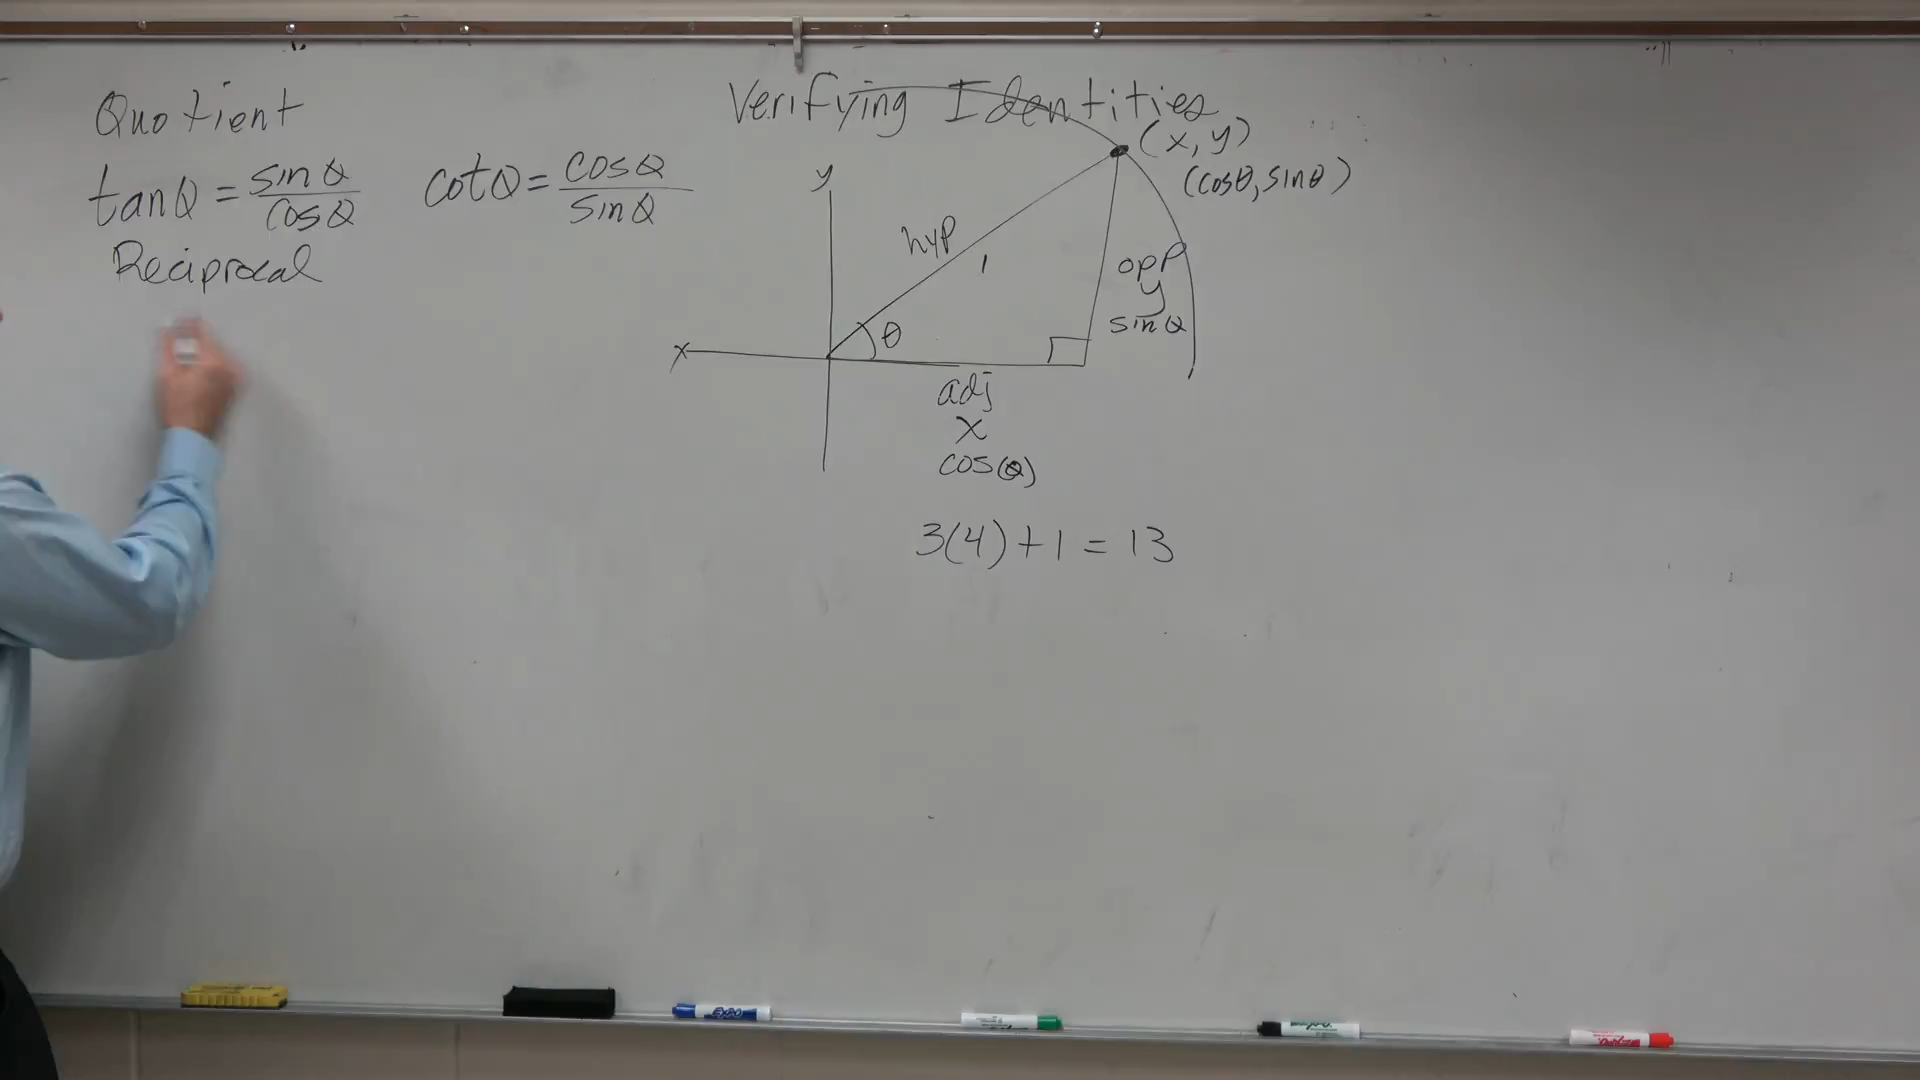 Quotient
tanθ = sinθ/cosθ cotθ = cosθ/sinθ
Reciprocal
Verifying Identities
(x, y)
(cosθ, sinθ)
y
hyp
1
opp
y
sinθ
θ
x
adj
x
cos(θ)
3(4) + 1 = 13
EXPO